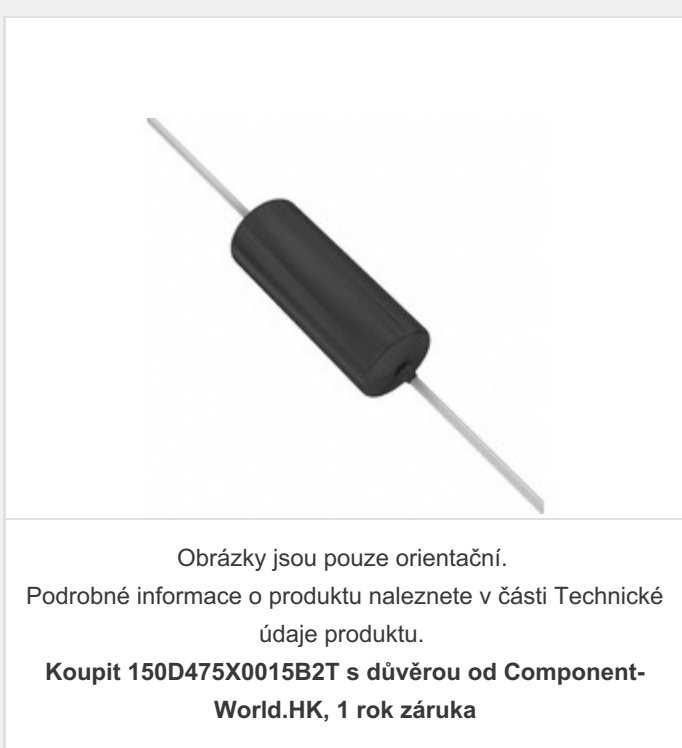 Obrázky jsou pouze orientační.
Podrobné informace o produktu naleznete v části Technické
údaje produktu.
Koupit 150D475X0015B2T s důvěrou od Component-
World.HK, 1 rok záruka